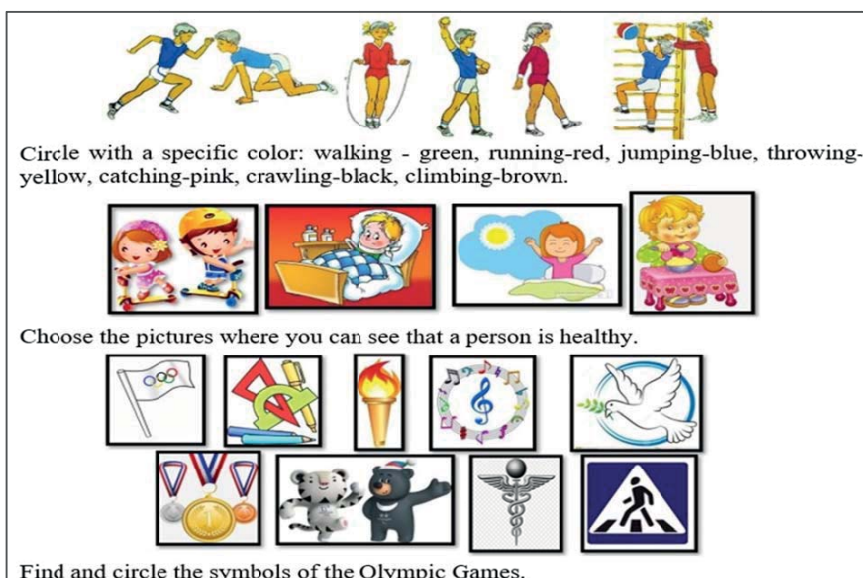 Circle with a specific color: walking - green, running-red, jumping-blue, throwing-
yellow, catching-pink, crawling-black, climbing-brown.
Choose the pictures where you can see that a person is healthy.
Find and circle the symbols of the Olympic Games.